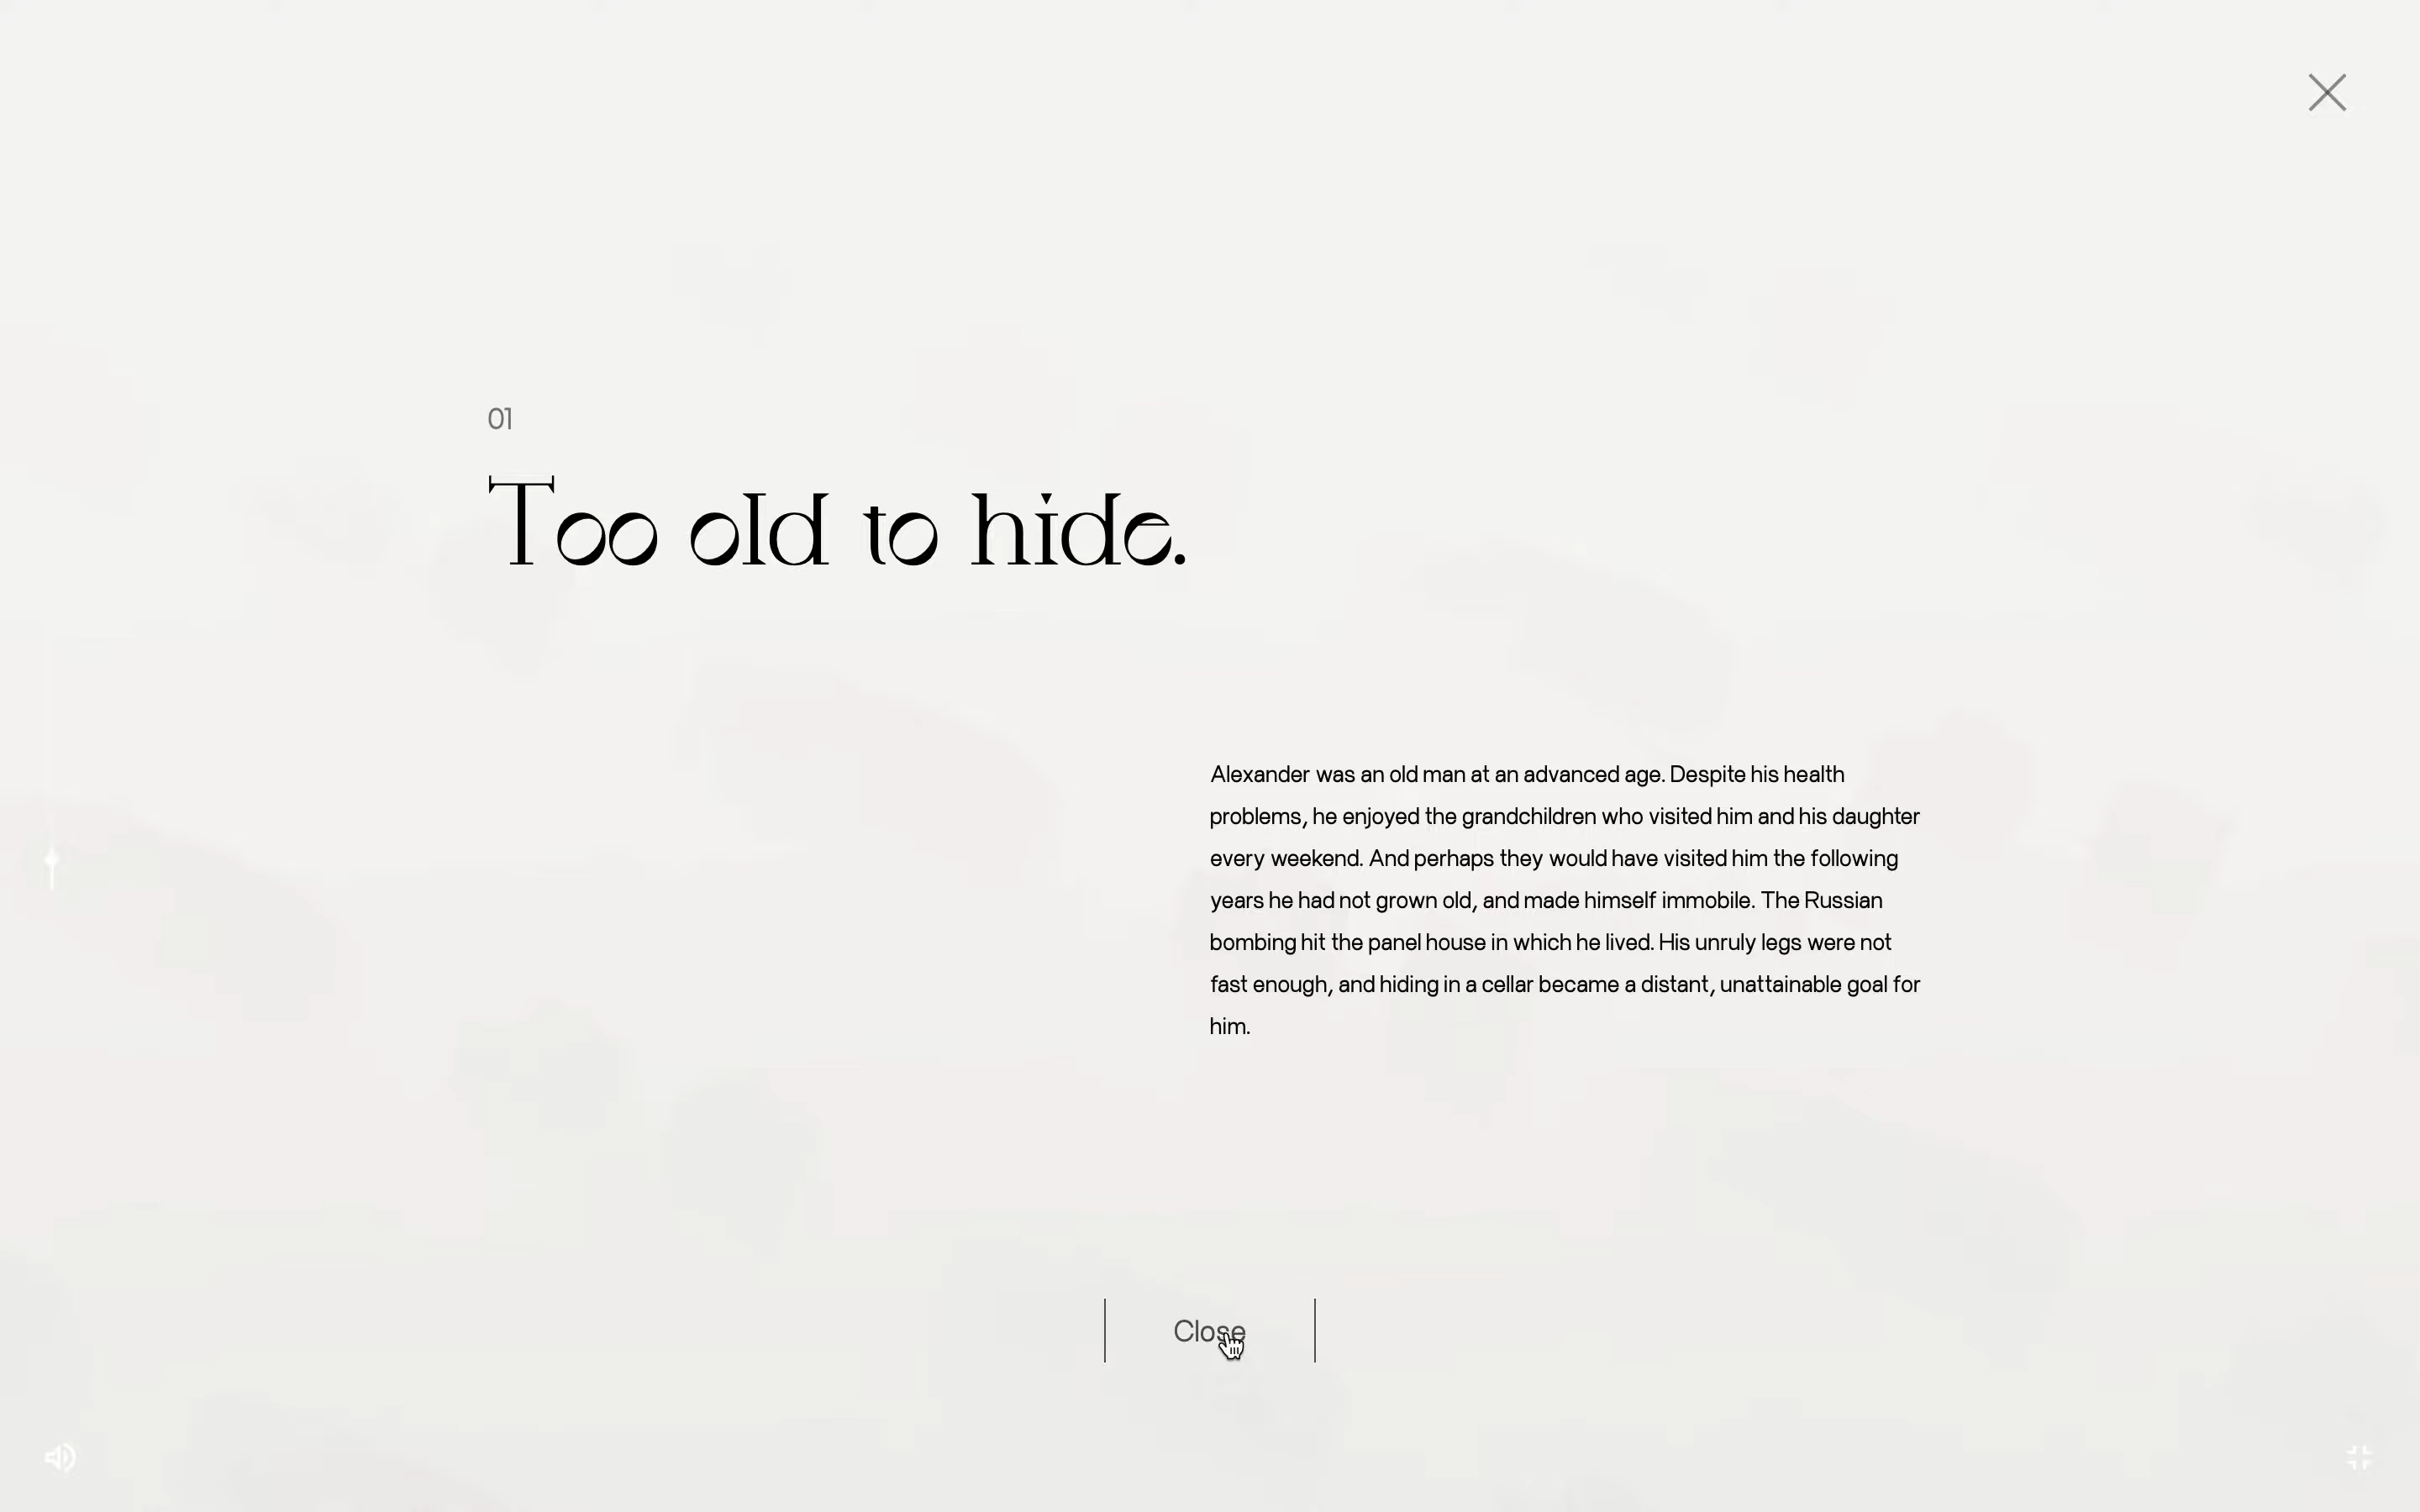 01
Too old to hide.
Alexander was an old man at an advanced age. Despite his health
problems, he enjoyed the grandchildren who visited him and his daughter
every weekend. And perhaps they would have visited him the following
years he had not grown old, and made himself immobile. The Russian
bombing hit the panel house in which he lived. His unruly legs were not
fast enough, and hiding in a cellar became a distant, unattainable goal for
him.
Close